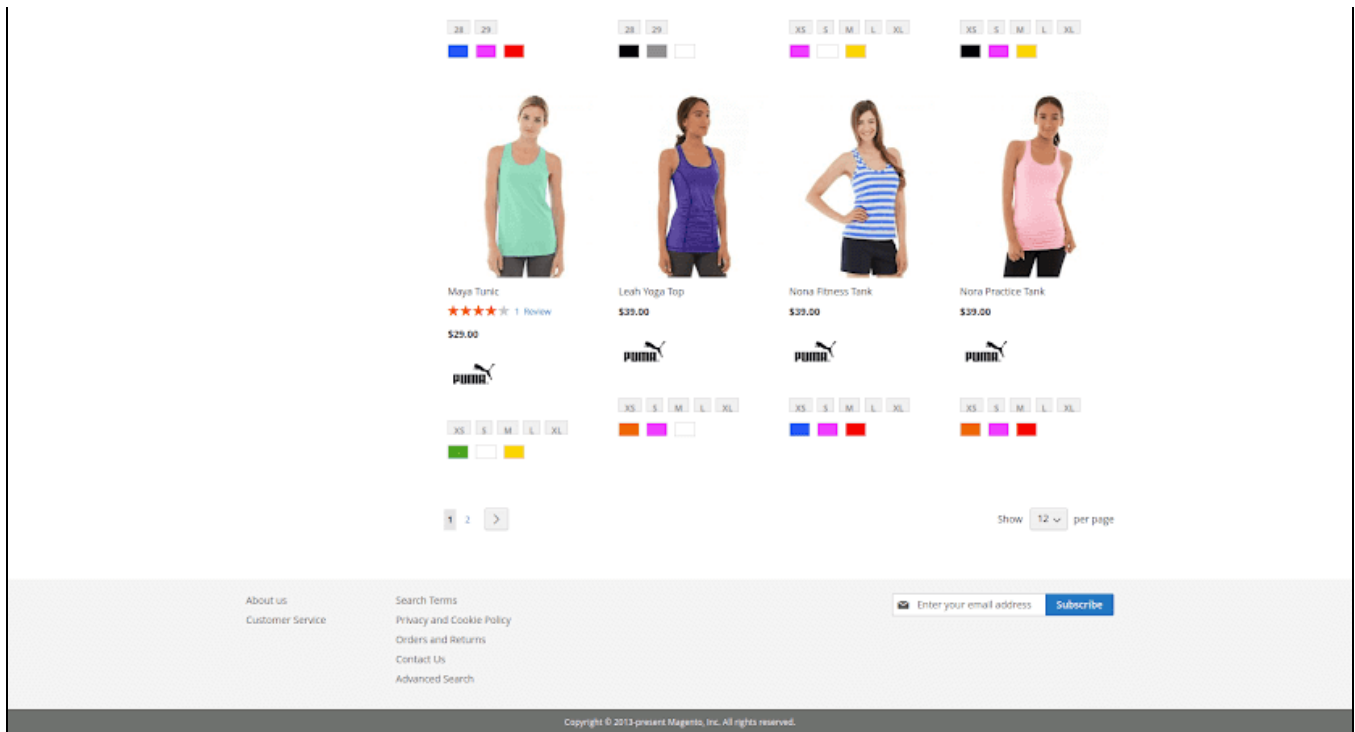 28 29 28 29 XS S M L XL XS S M L XL
Maya Tunic Leah Yoga Top Nona Fitness Tank Nora Practice Tank
1 Review $39.00 $39.00 $39.00
$29.00
PUMA PUMA PUMA
PUMA
XS S M L XL XS S M L XL XS S M L XL
XS S M L XL
1 2 > Show 12 per page
About us Search Terms Enter your email address Subscribe
Customer Service Privacy and Cookie Policy
Orders and Returns
Contact Us
Advanced Search
Copyright © 2013-present Magento, Inc. All rights reserved.